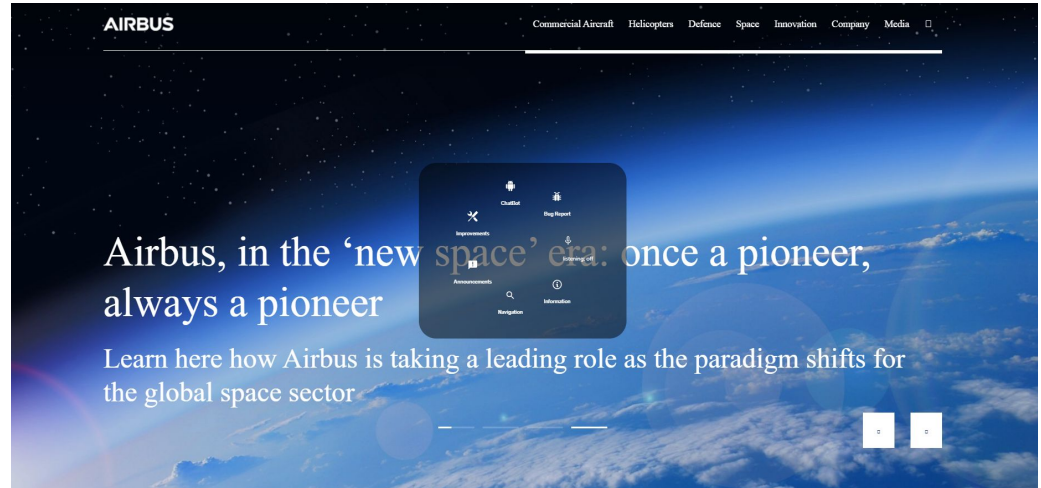 AIRBUS
Commercial Aircraft Helicopters Defence Space Innovation Company Media
ChatBot
Bug Report
Improvements
listening: off
Airbus, in the ‘new space’ era: once a pioneer,
always a pioneer
Announcements
Information
Navigation
Learn here how Airbus is taking a leading role as the paradigm shifts for
the global space sector